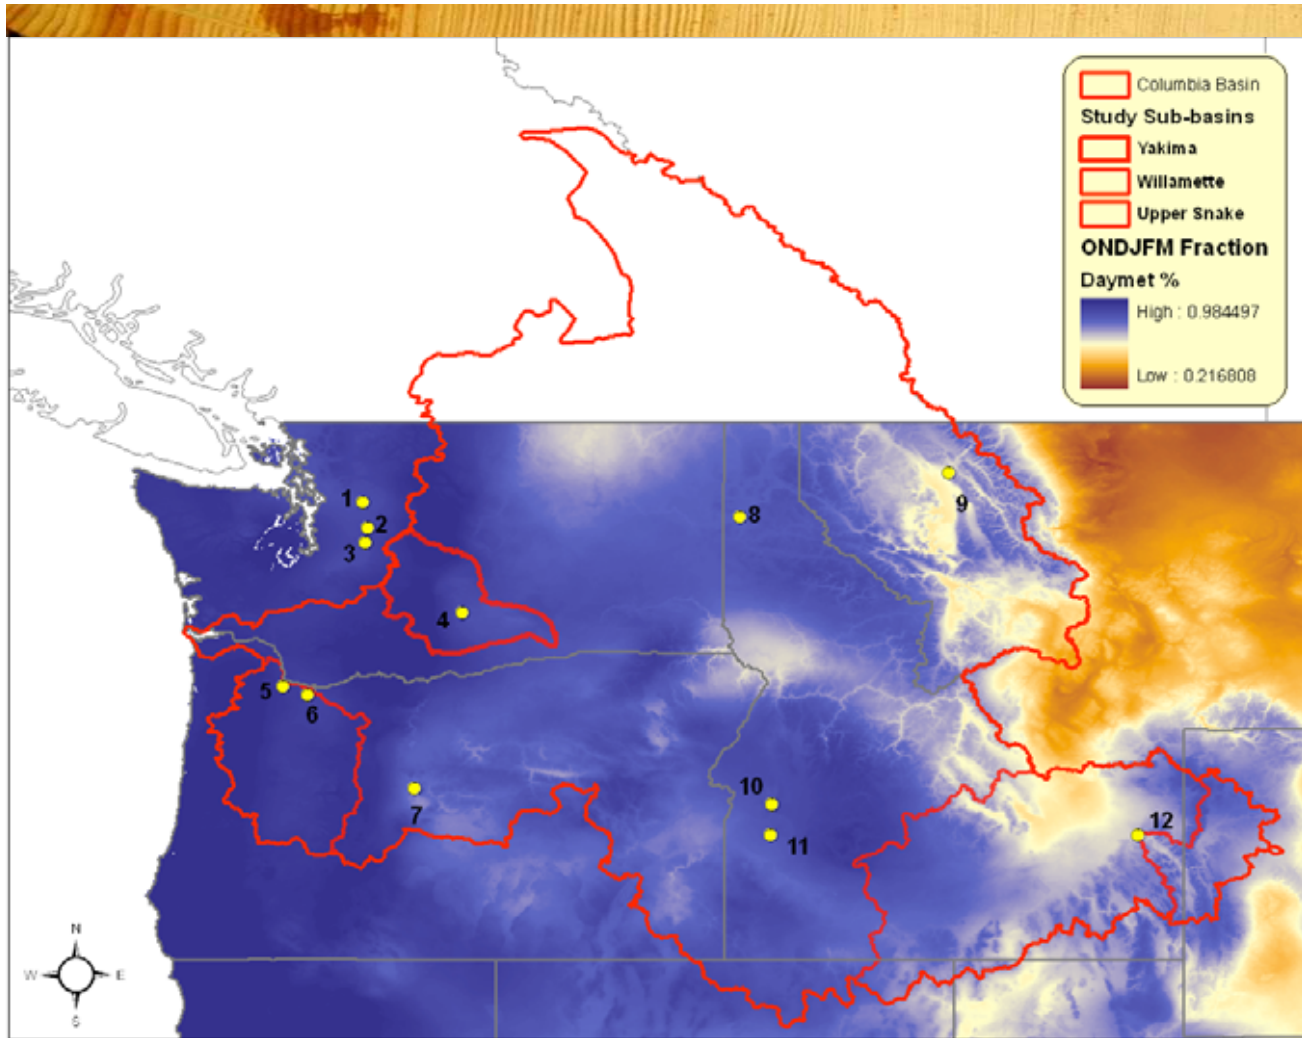 Columbia Basin
Study Sub-basins
Yakima
Willamette
Upper Snake
ONDJFM Fraction
Daymet %
High : 0.984497
Low : 0.216808
1
2
3
4
5
6
7
8
9
10
11
12
N
W E
S